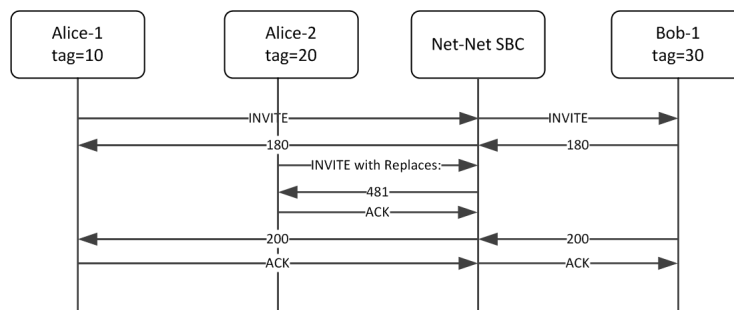 Alice-1
tag=10
Alice-2
tag=20
Net-Net SBC
Bob-1
tag=30
INVITE
INVITE
180
180
INVITE with Replaces:
481
ACK
200
200
ACK
ACK